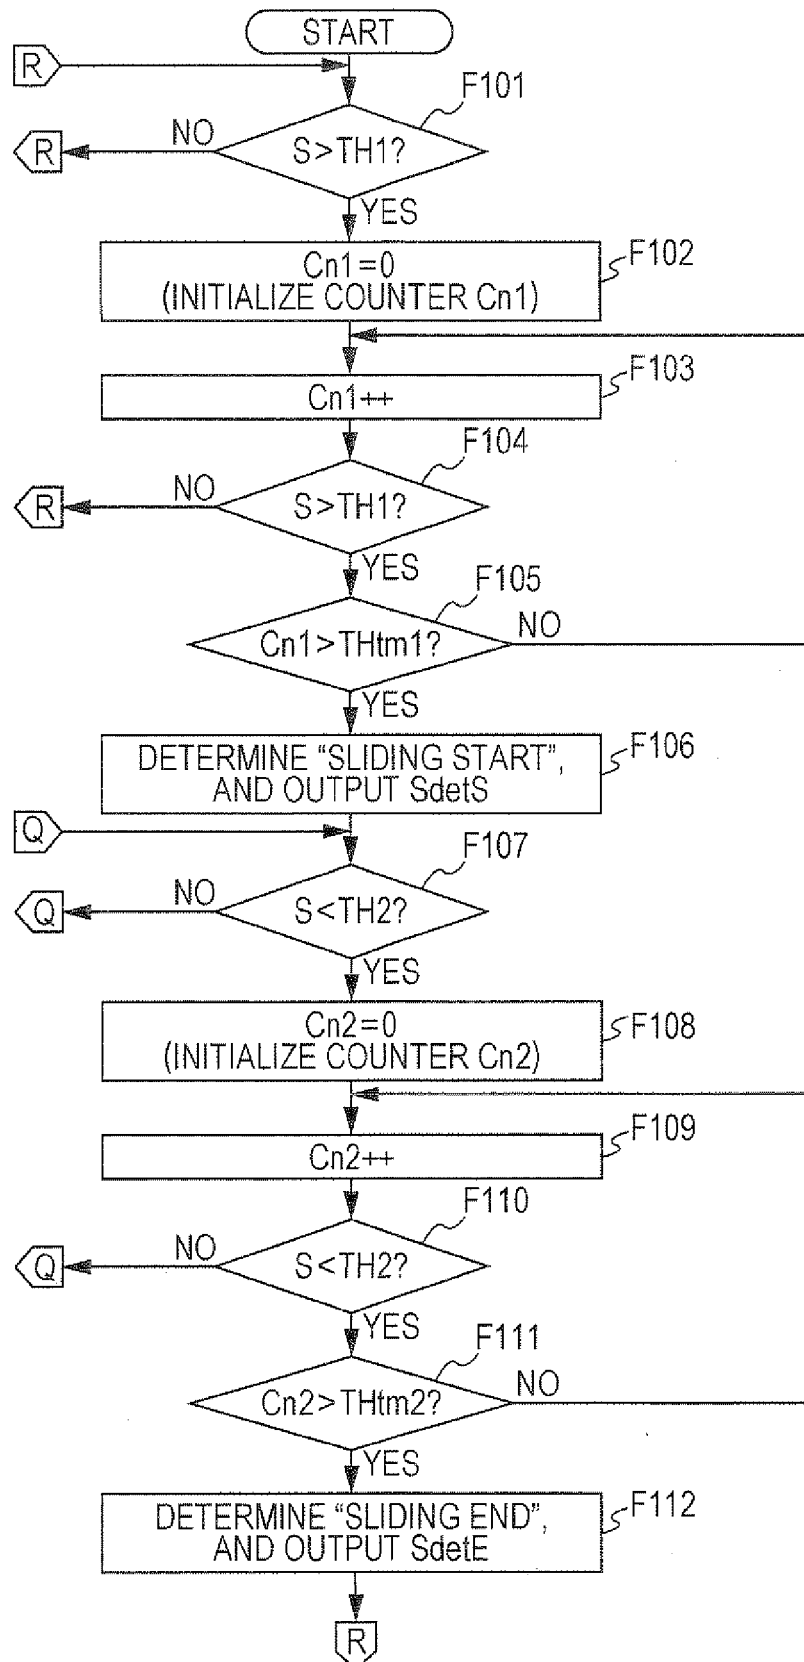 START
R
F101
NO
R
S>TH1?
YES
Cn1=0
(INITIALIZE COUNTER Cn1)
F102
Cn1++
F103
F104
NO
R
S>TH1?
YES
F105
Cn1>THtm1?
NO
YES
DETERMINE “SLIDING START”,
AND OUTPUT SdetS
F106
Q
F107
NO
Q
S<TH2?
YES
Cn2=0
(INITIALIZE COUNTER Cn2)
F108
Cn2++
F109
F110
NO
Q
S<TH2?
YES
F111
Cn2>THtm2?
NO
YES
DETERMINE “SLIDING END”,
AND OUTPUT SdetE
F112
R